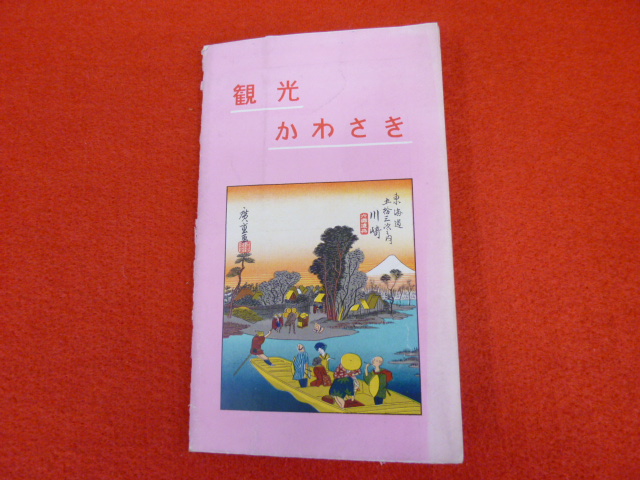 観光
かわさき
東海道
五拾三次之内
川崎
廣重画